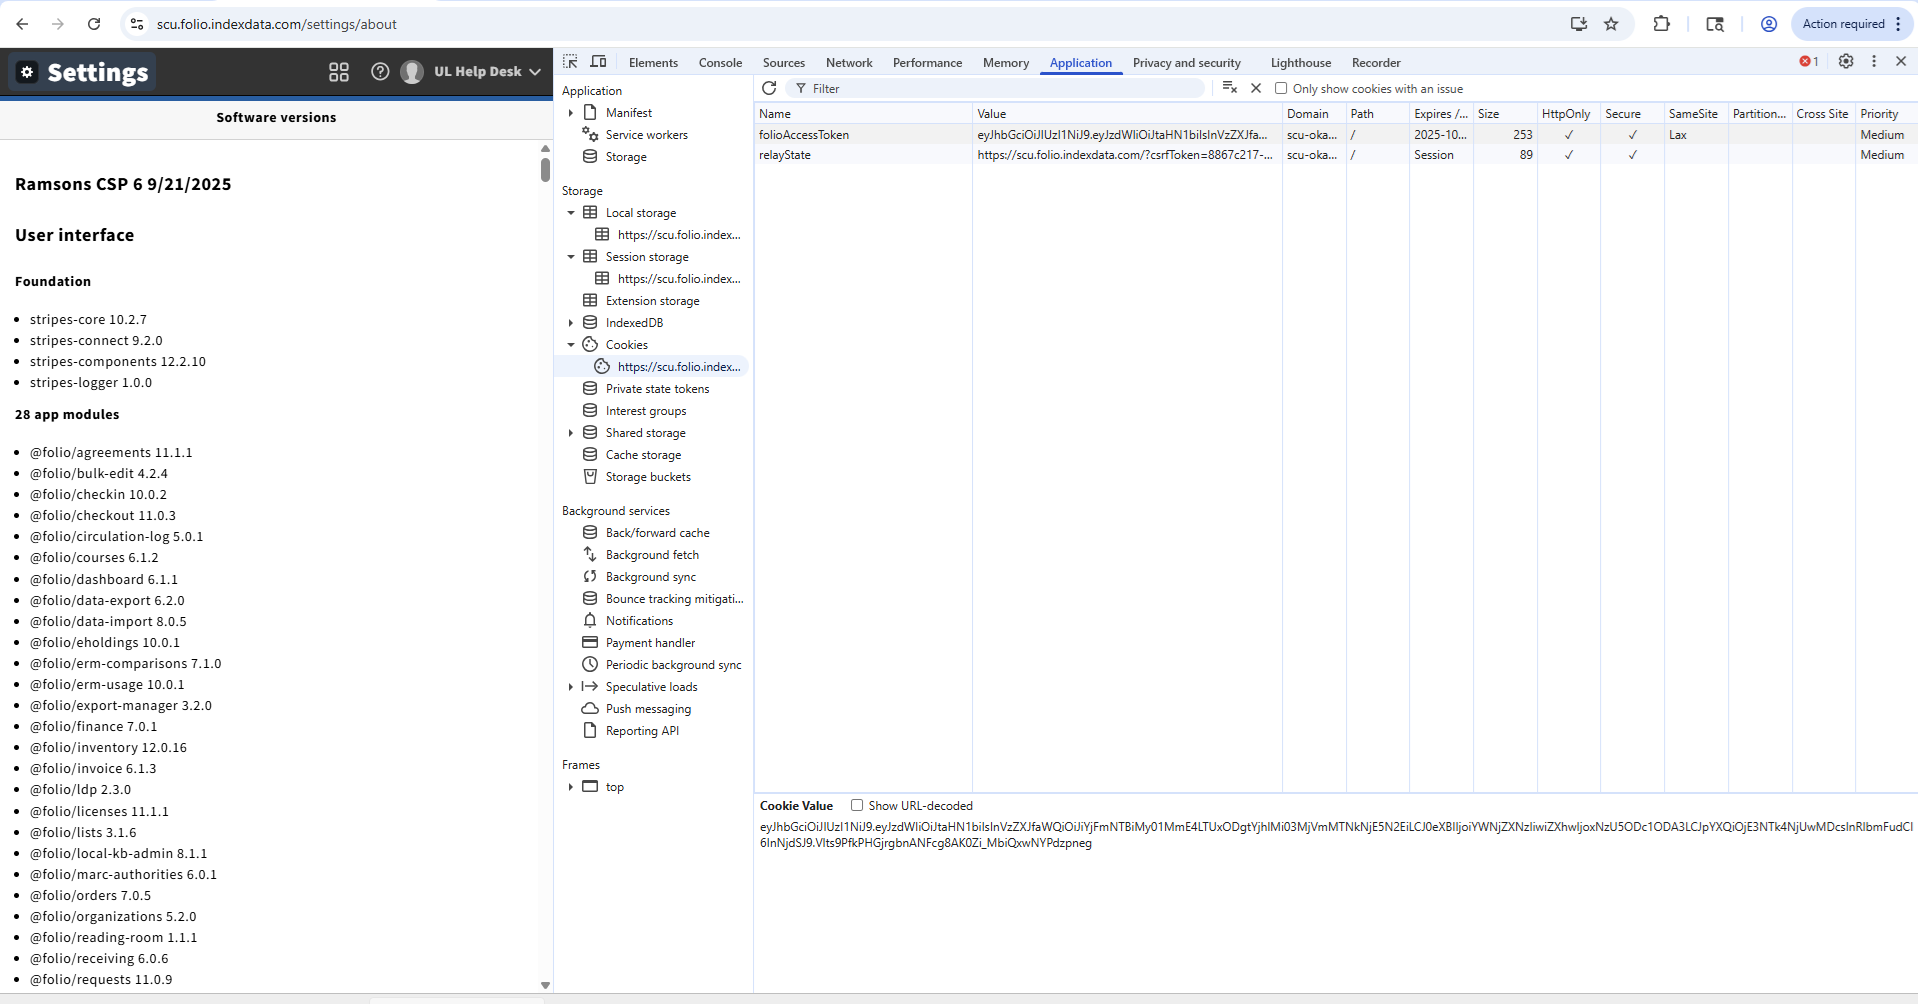 scu.folio.indexdata.com/settings/about
Action required
Settings
UL Help Desk
Software versions
Ramsons CSP 6 9/21/2025
User interface
Foundation
stripes-core 10.2.7
stripes-connect 9.2.0
stripes-components 12.2.10
stripes-logger 1.0.0
28 app modules
@folio/agreements 11.1.1
@folio/bulk-edit 4.2.4
@folio/checkin 10.0.2
@folio/checkout 11.0.3
@folio/circulation-log 5.0.1
@folio/courses 6.1.2
@folio/dashboard 6.1.1
@folio/data-export 6.2.0
@folio/data-import 8.0.5
@folio/eholdings 10.0.1
@folio/erm-comparisons 7.1.0
@folio/erm-usage 10.0.1
@folio/export-manager 3.2.0
@folio/finance 7.0.1
@folio/inventory 12.0.16
@folio/invoice 6.1.3
@folio/ldp 2.3.0
@folio/licenses 11.1.1
@folio/lists 3.1.6
@folio/local-kb-admin 8.1.1
@folio/marc-authorities 6.0.1
@folio/orders 7.0.5
@folio/organizations 5.2.0
@folio/reading-room 1.1.1
@folio/receiving 6.0.6
@folio/requests 11.0.9
Elements Console Sources Network Performance Memory Application Privacy and security Lighthouse Recorder 1
Application
Manifest
Service workers
Storage
Storage
Local storage
https://scu.folio.index...
Session storage
https://scu.folio.index...
Extension storage
IndexedDB
Cookies
https://scu.folio.index...
Private state tokens
Interest groups
Shared storage
Cache storage
Storage buckets
Background services
Back/forward cache
Background fetch
Background sync
Bounce tracking mitigati...
Notifications
Payment handler
Periodic background sync
Speculative loads
Push messaging
Reporting API
Frames
top
Filter Only show cookies with an issue
Name Value Domain Path Expires /... Size HttpOnly Secure SameSite Partition... Cross Site Priority
folioAccessToken eyJhbGciOiJIUzI1NiJ9.eyJzdWIiOiJtaHN1biIsInVzZXJfa... scu-oka... / 2025-10... 253 ✓ ✓ Lax Medium
relayState https://scu.folio.indexdata.com/?csrfToken=8867c217-... scu-oka... / Session 89 ✓ ✓ Medium
Cookie Value Show URL-decoded